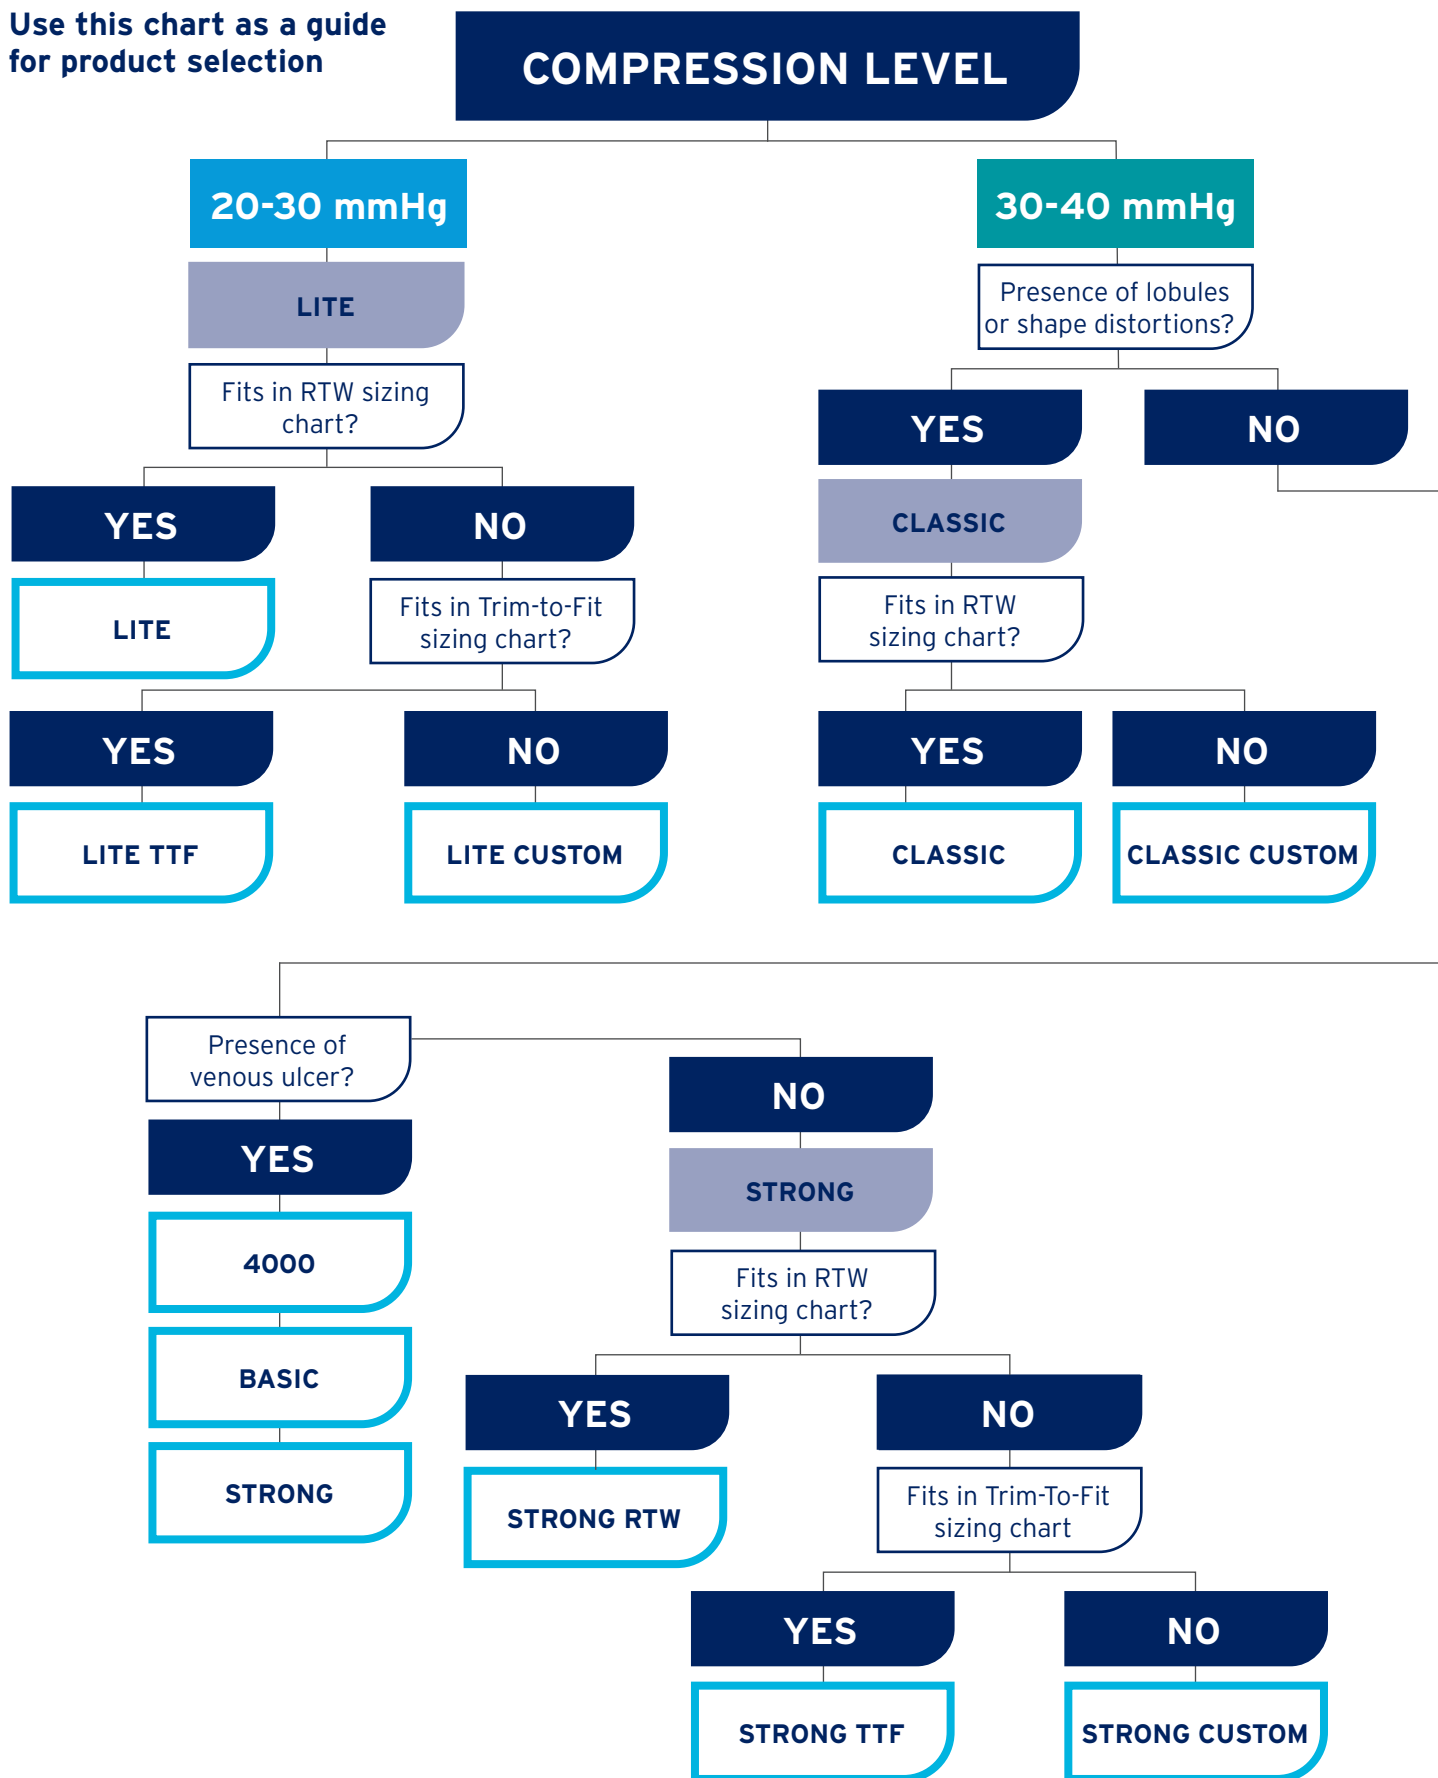 Use this chart as a guide
for product selection
COMPRESSION LEVEL
20-30 mmHg
30-40 mmHg
LITE
Presence of lobules
or shape distortions?
Fits in RTW sizing
chart?
YES
NO
CLASSIC
YES
NO
Fits in RTW
sizing chart?
LITE
Fits in Trim-to-Fit
sizing chart?
YES
NO
YES
NO
LITE TTF
LITE CUSTOM
CLASSIC
CLASSIC CUSTOM
Presence of
venous ulcer?
YES
4000
BASIC
STRONG
NO
STRONG
Fits in RTW
sizing chart?
YES
NO
STRONG RTW
Fits in Trim-To-Fit
sizing chart
YES
NO
STRONG TTF
STRONG CUSTOM